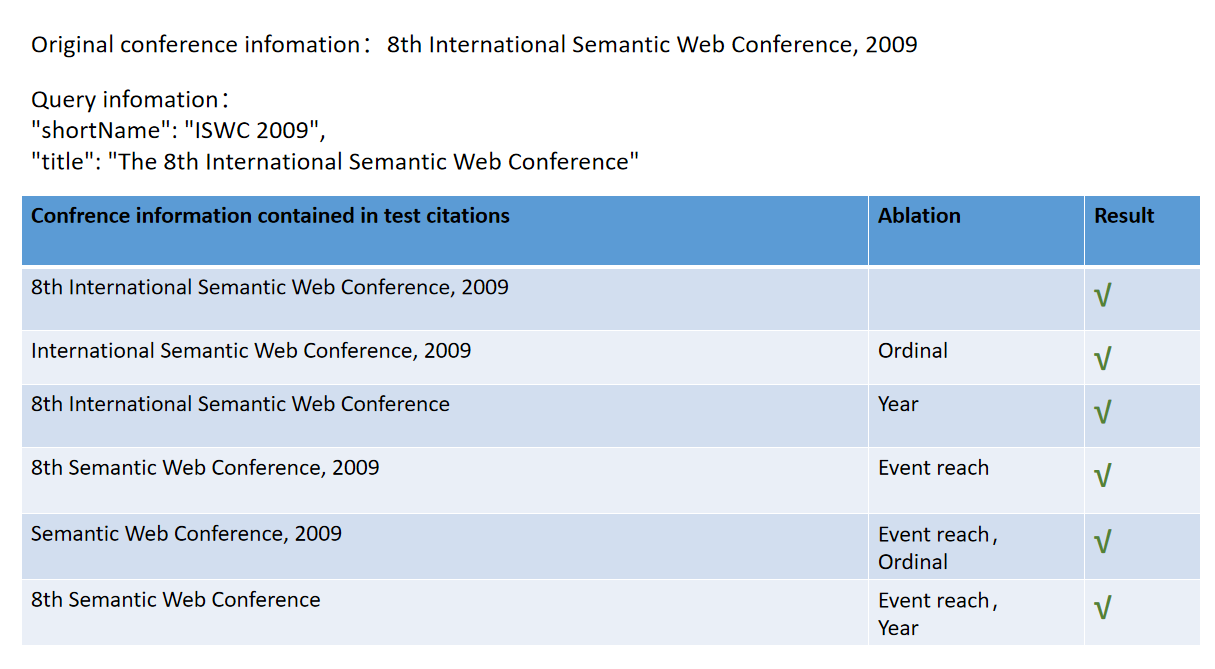 Original conference infomation：8th International Semantic Web Conference, 2009
Query infomation：
"shortName": "ISWC 2009",
"title": "The 8th International Semantic Web Conference"
Confrence information contained in test citations Ablation Result
8th International Semantic Web Conference, 2009 √
International Semantic Web Conference, 2009 Ordinal √
8th International Semantic Web Conference Year √
8th Semantic Web Conference, 2009 Event reach √
Semantic Web Conference, 2009 Event reach，
Ordinal √
8th Semantic Web Conference Event reach，
Year √